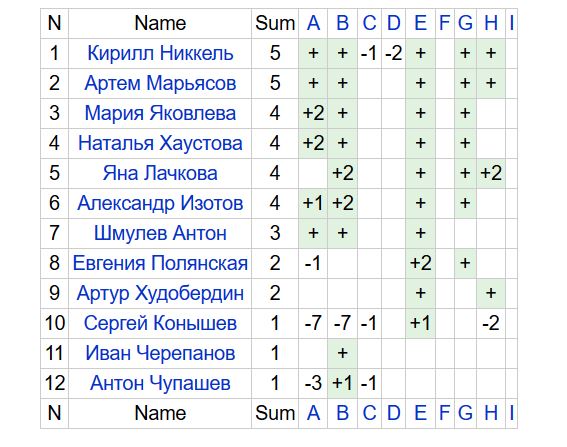 N Name Sum A B C D E F G H I
1 Кирилл Никкель 5 + + -1 -2 + + +
2 Артем Марьясов 5 + + + + +
3 Мария Яковлева 4 +2 + + +
4 Наталья Хаустова 4 +2 + + +
5 Яна Лачкова 4 +2 + + +2
6 Александр Изотов 4 +1 +2 + +
7 Шмулев Антон 3 + + +
8 Евгения Полянская 2 -1 +2 +
9 Артур Худобердин 2 + +
10 Сергей Конышев 1 -7 -7 -1 +1 -2
11 Иван Черепанов 1 +
12 Антон Чупашев 1 -3 +1 -1
N Name Sum A B C D E F G H I